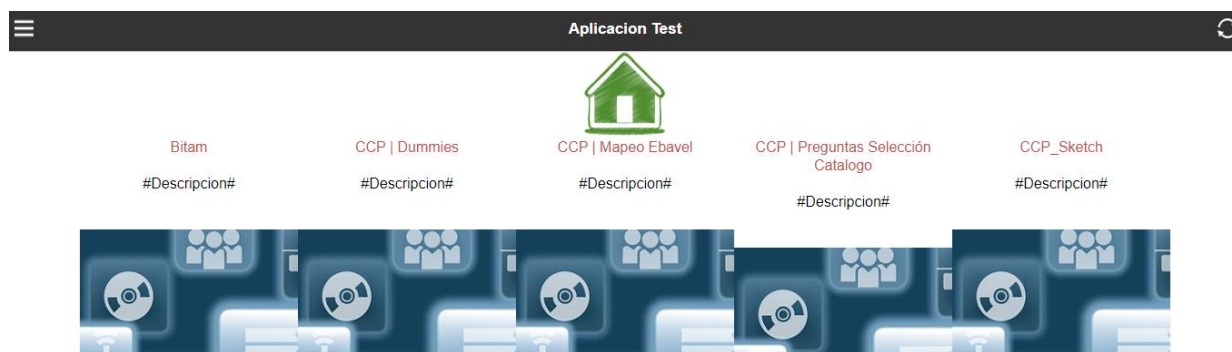 Aplicacion Test
Bitam
CCP | Dummies
CCP | Mapeo Ebavel
CCP | Preguntas Selección
Catalogo
CCP_Sketch
#Descripcion#
#Descripcion#
#Descripcion#
#Descripcion#
#Descripcion#